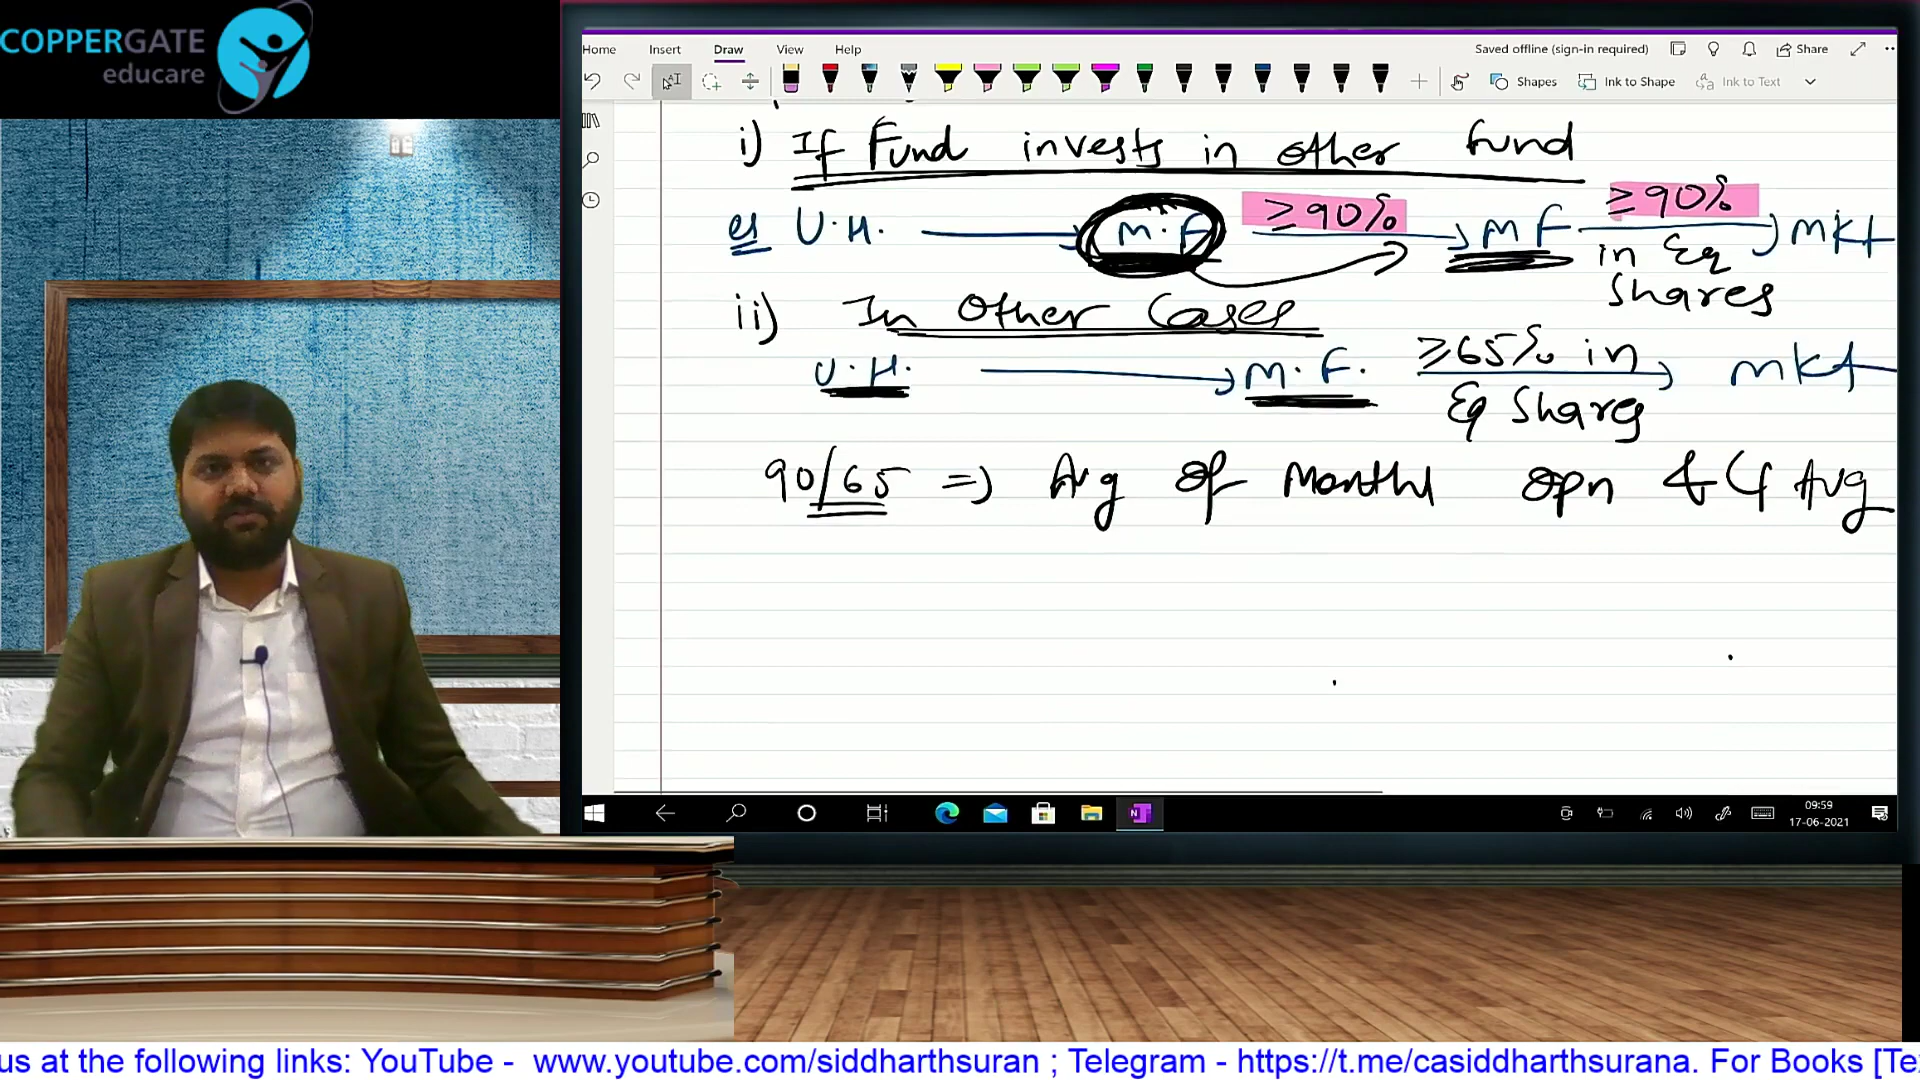 COPPERGATE
educare
Home Insert Draw View Help
Saved offline (sign-in required) Share
Shapes Ink to Shape Ink to Text
i) If Fund invests in other fund
eg U.H. M.F ≥90% MF ≥90% in Eq Shares Mkt
ii) In Other Cases
U.H. M.F. ≥65% in Eq Shares Mkt
90/65 => Avg of Monthl opn & Avg
09:59
17-06-2021
us at the following links: YouTube - www.youtube.com/siddharthsuran ; Telegram - https://t.me/casiddharthsurana. For Books [Te